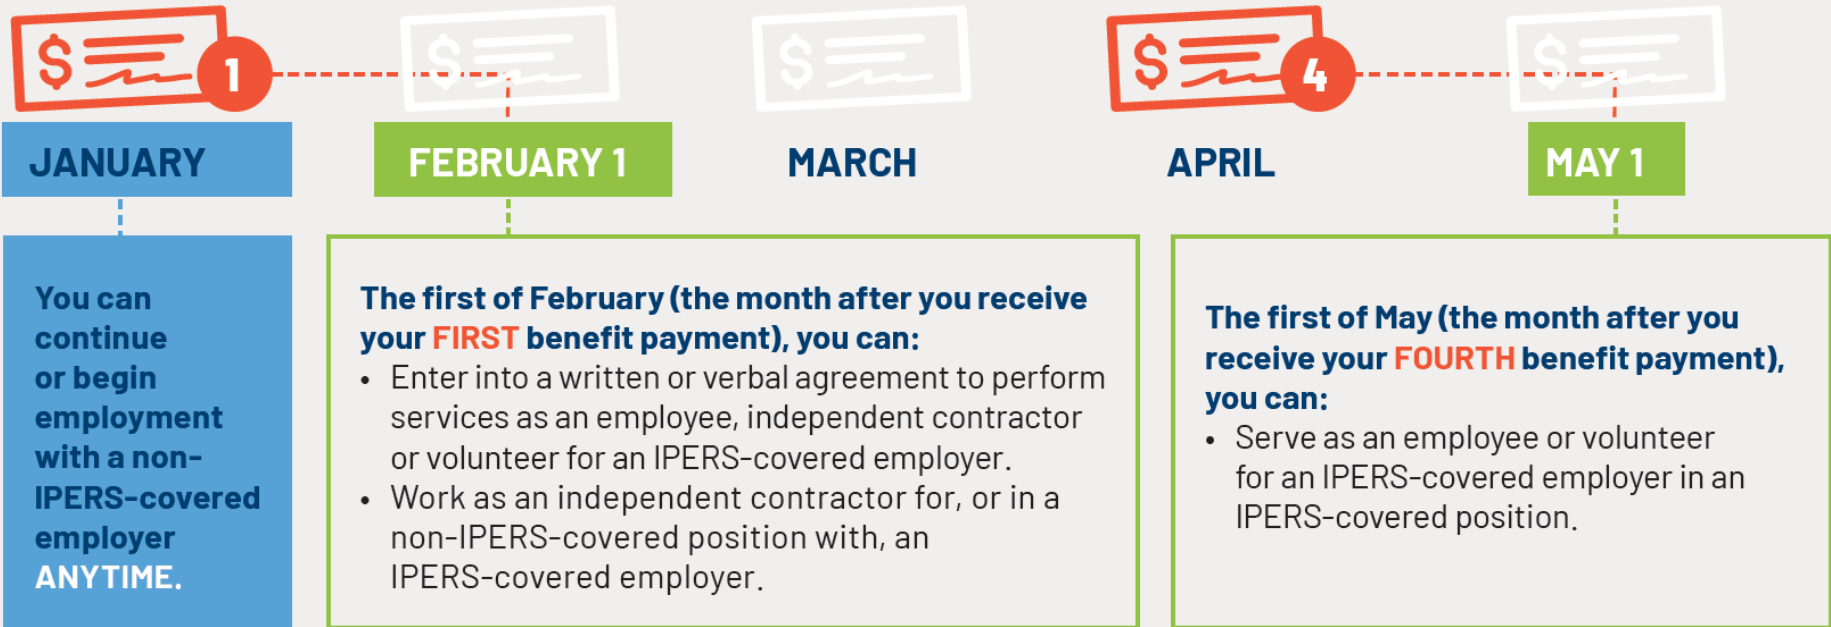 $ 1
$
$
$ 4
$
JANUARY
FEBRUARY 1
MARCH
APRIL
MAY 1
You can
continue
or begin
employment
with a non-
IPERS-covered
employer
ANYTIME.
The first of February (the month after you receive
your FIRST benefit payment), you can:
• Enter into a written or verbal agreement to perform
services as an employee, independent contractor
or volunteer for an IPERS-covered employer.
• Work as an independent contractor for, or in a
non-IPERS-covered position with, an
IPERS-covered employer.
The first of May (the month after you
receive your FOURTH benefit payment),
you can:
• Serve as an employee or volunteer
for an IPERS-covered employer in an
IPERS-covered position.